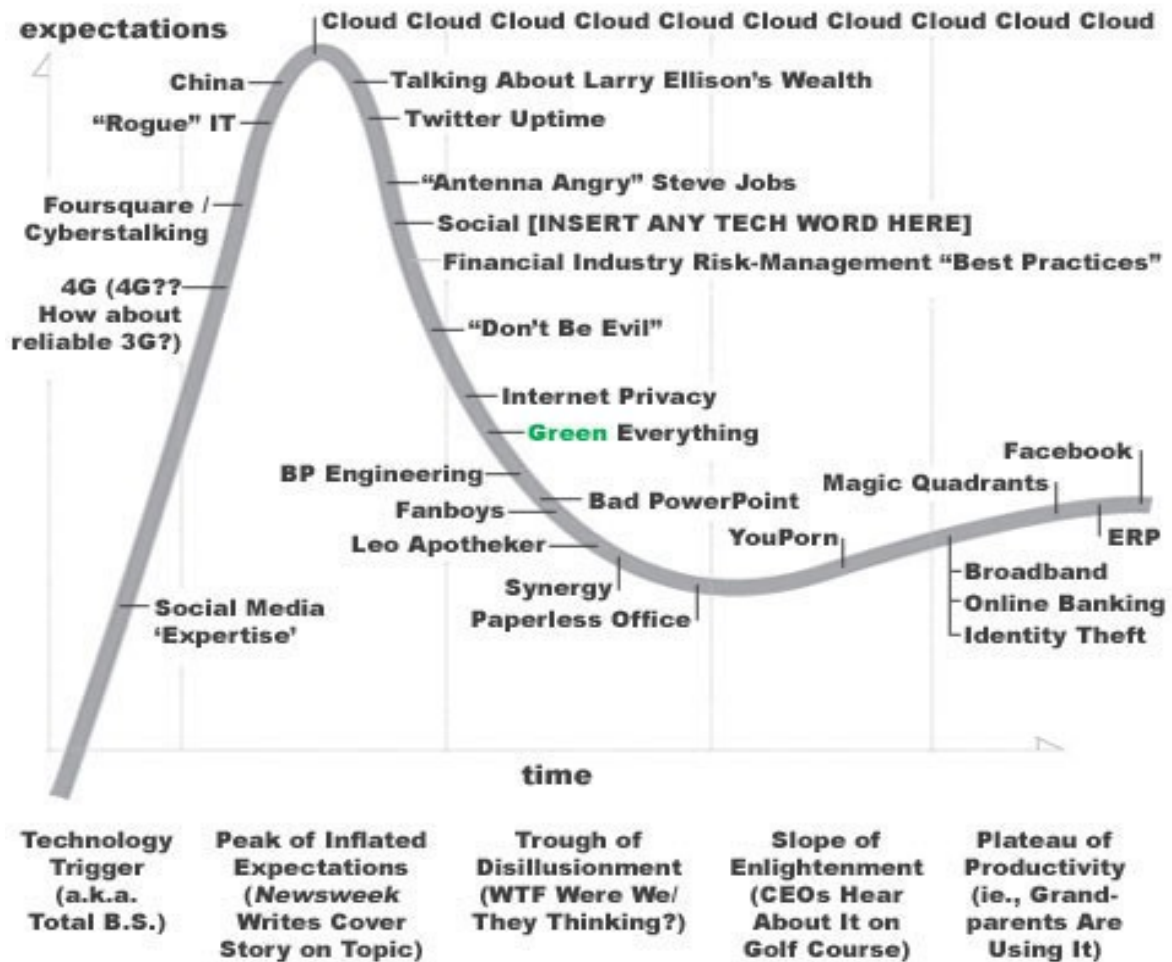 expectations
Cloud Cloud Cloud Cloud Cloud Cloud Cloud Cloud Cloud Cloud
China
Talking About Larry Ellison's Wealth
"Rogue" IT
Twitter Uptime
"Antenna Angry" Steve Jobs
Foursquare /
Cyberstalking
Social [INSERT ANY TECH WORD HERE]
Financial Industry Risk-Management "Best Practices"
4G (4G??
How about
reliable 3G?)
"Don't Be Evil"
Internet Privacy
Green Everything
BP Engineering
Bad PowerPoint
Fanboys
Leo Apotheker
Synergy
Paperless Office
YouPorn
Magic Quadrants
Facebook
ERP
Broadband
Online Banking
Identity Theft
Social Media
'Expertise'
time
Technology
Trigger
(a.k.a.
Total B.S.)
Peak of Inflated
Expectations
(Newsweek
Writes Cover
Story on Topic)
Trough of
Disillusionment
(WTF Were We/
They Thinking?)
Slope of
Enlightenment
(CEOs Hear
About It on
Golf Course)
Plateau of
Productivity
(ie., Grand-
parents Are
Using It)